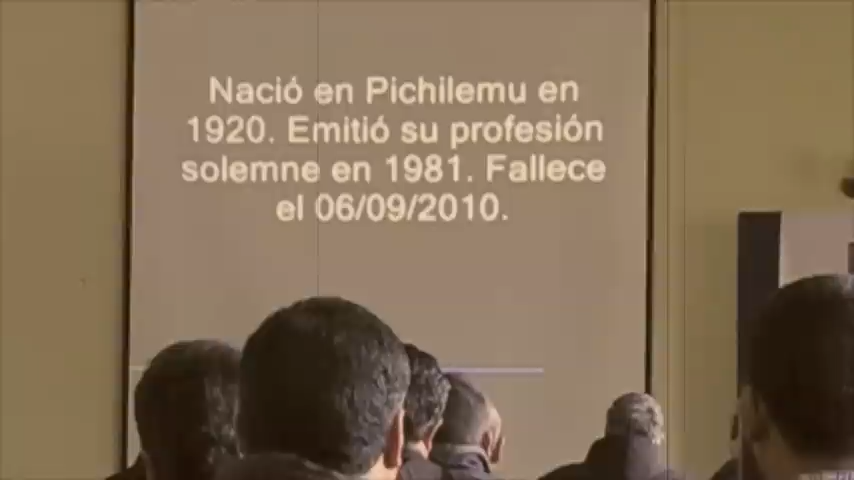 Nació en Pichilemu en
1920. Emitió su profesión
solemne en 1981. Fallece
el 06/09/2010.